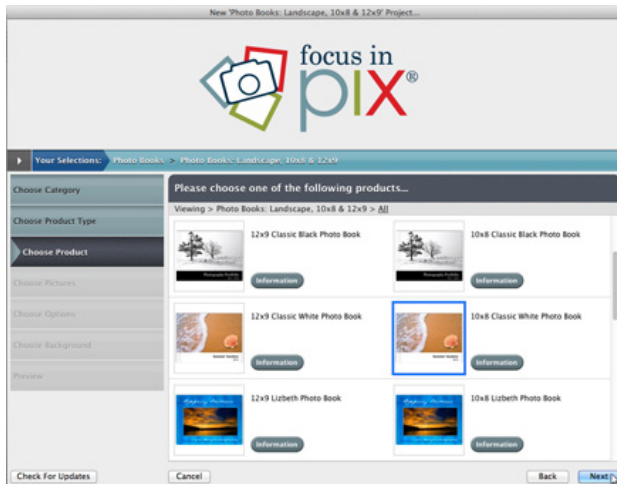 New 'Photo Books: Landscape, 10x8 & 12x9' Project...
focus in
pix®
Your Selections: Photo Books > Photo Books: Landscape, 10x8 & 12x9
Choose Category
Choose Product Type
Choose Product
Choose Pictures
Choose Options
Choose Background
Preview
Please choose one of the following products...
Viewing > Photo Books: Landscape, 10x8 & 12x9 > All
12x9 Classic Black Photo Book
Information
10x8 Classic Black Photo Book
Information
12x9 Classic White Photo Book
Information
10x8 Classic White Photo Book
Information
12x9 Lizbeth Photo Book
Information
10x8 Lizbeth Photo Book
Information
Check For Updates
Cancel
Back
Next